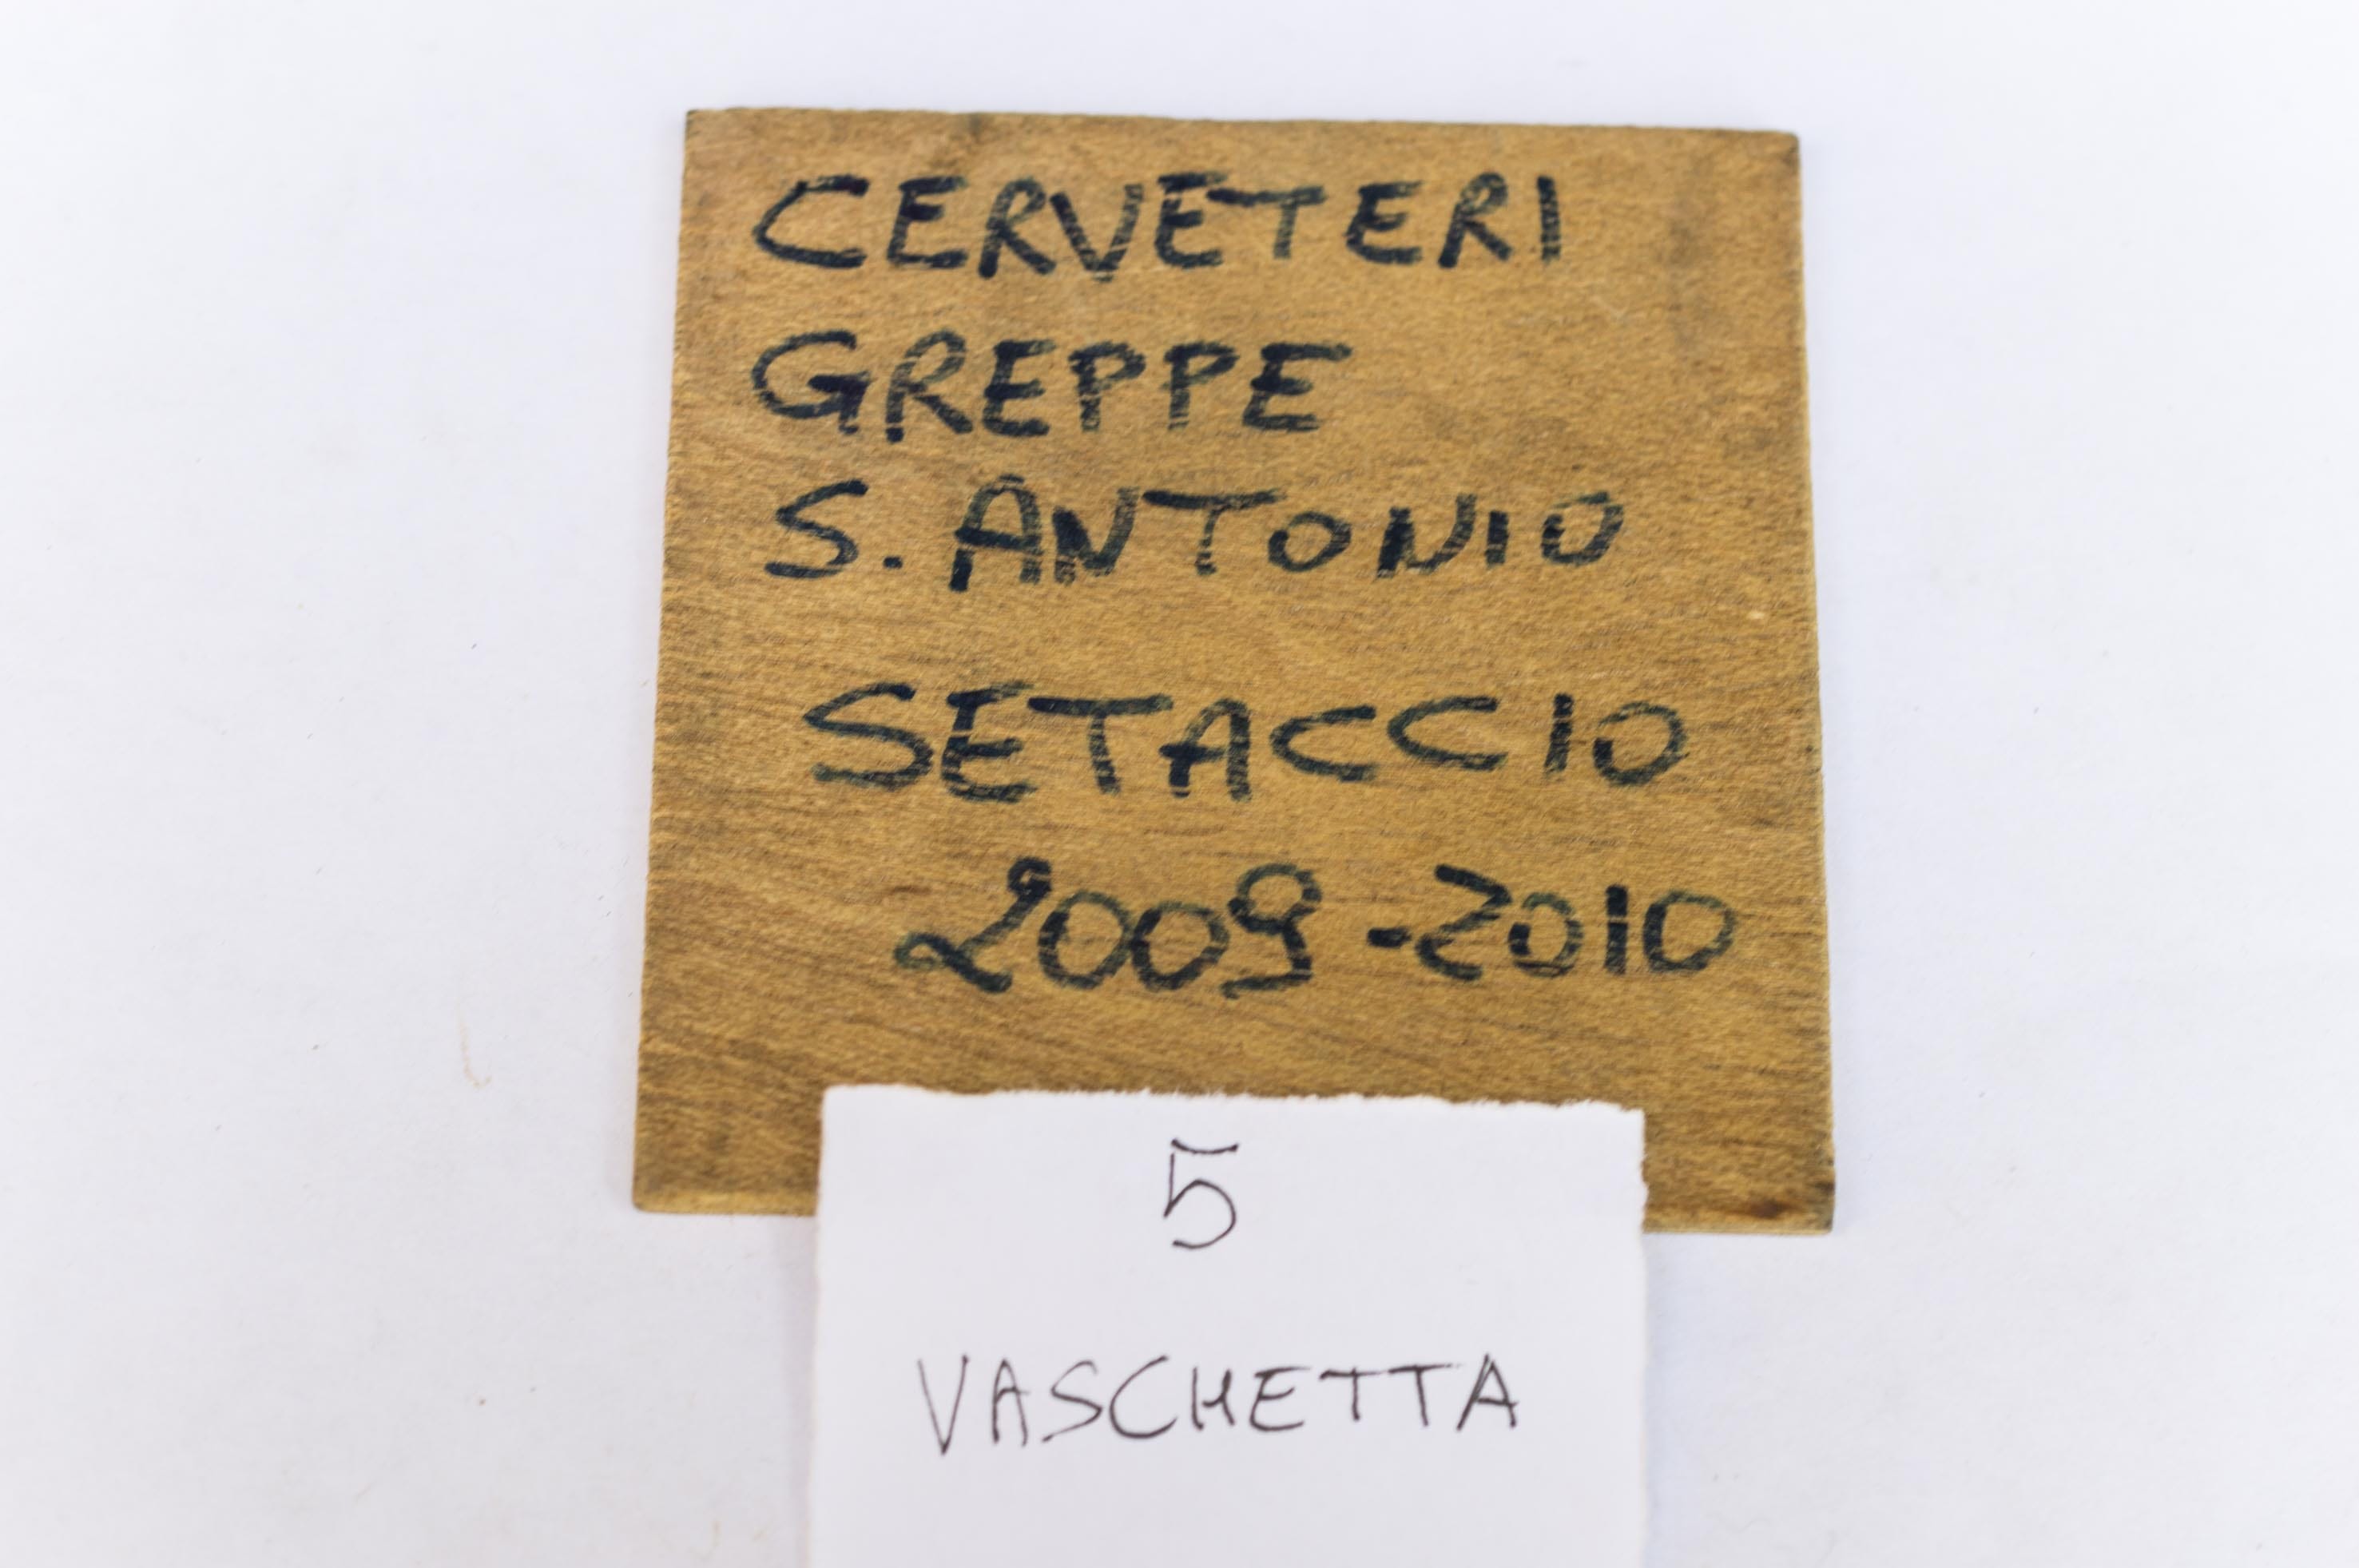 CERVETERI
GREPPE
S. ANTONIO
SETACCIO
2009-2010
5
VASCHETTA